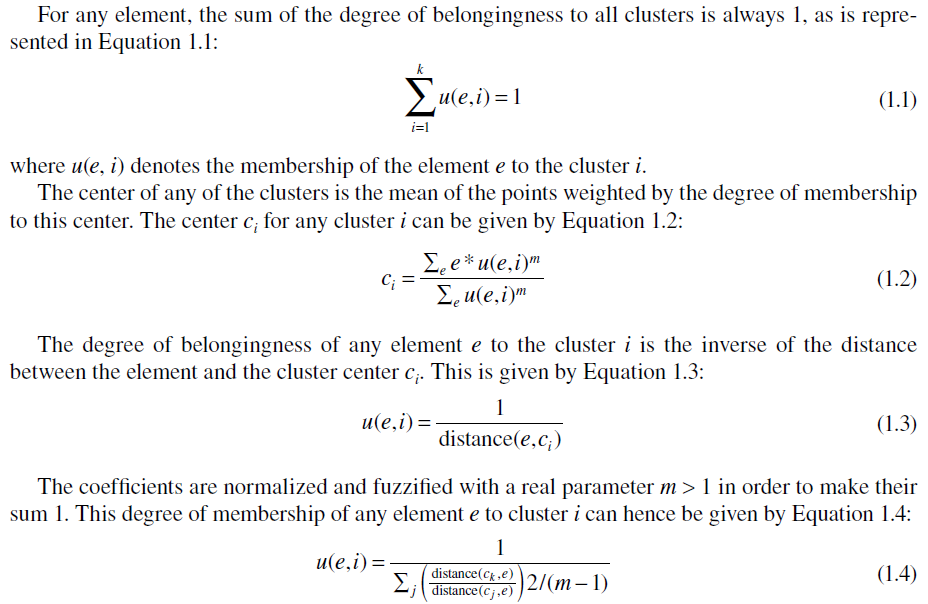 For any element, the sum of the degree of belongingness to all clusters is always 1, as is repre-
sented in Equation 1.1:
\sum_{i=1}^{k} u(e,i) = 1 (1.1)
where u(e, i) denotes the membership of the element e to the cluster i.
The center of any of the clusters is the mean of the points weighted by the degree of membership
to this center. The center c_i for any cluster i can be given by Equation 1.2:
c_i = \frac{\sum_e e * u(e,i)^m}{\sum_e u(e,i)^m} (1.2)
The degree of belongingness of any element e to the cluster i is the inverse of the distance
between the element and the cluster center c_i. This is given by Equation 1.3:
u(e,i) = \frac{1}{distance(e,c_i)} (1.3)
The coefficients are normalized and fuzzified with a real parameter m > 1 in order to make their
sum 1. This degree of membership of any element e to cluster i can hence be given by Equation 1.4:
u(e,i) = \frac{1}{\sum_j \left( \frac{distance(c_k,e)}{distance(c_j,e)} \right) 2/(m-1)} (1.4)